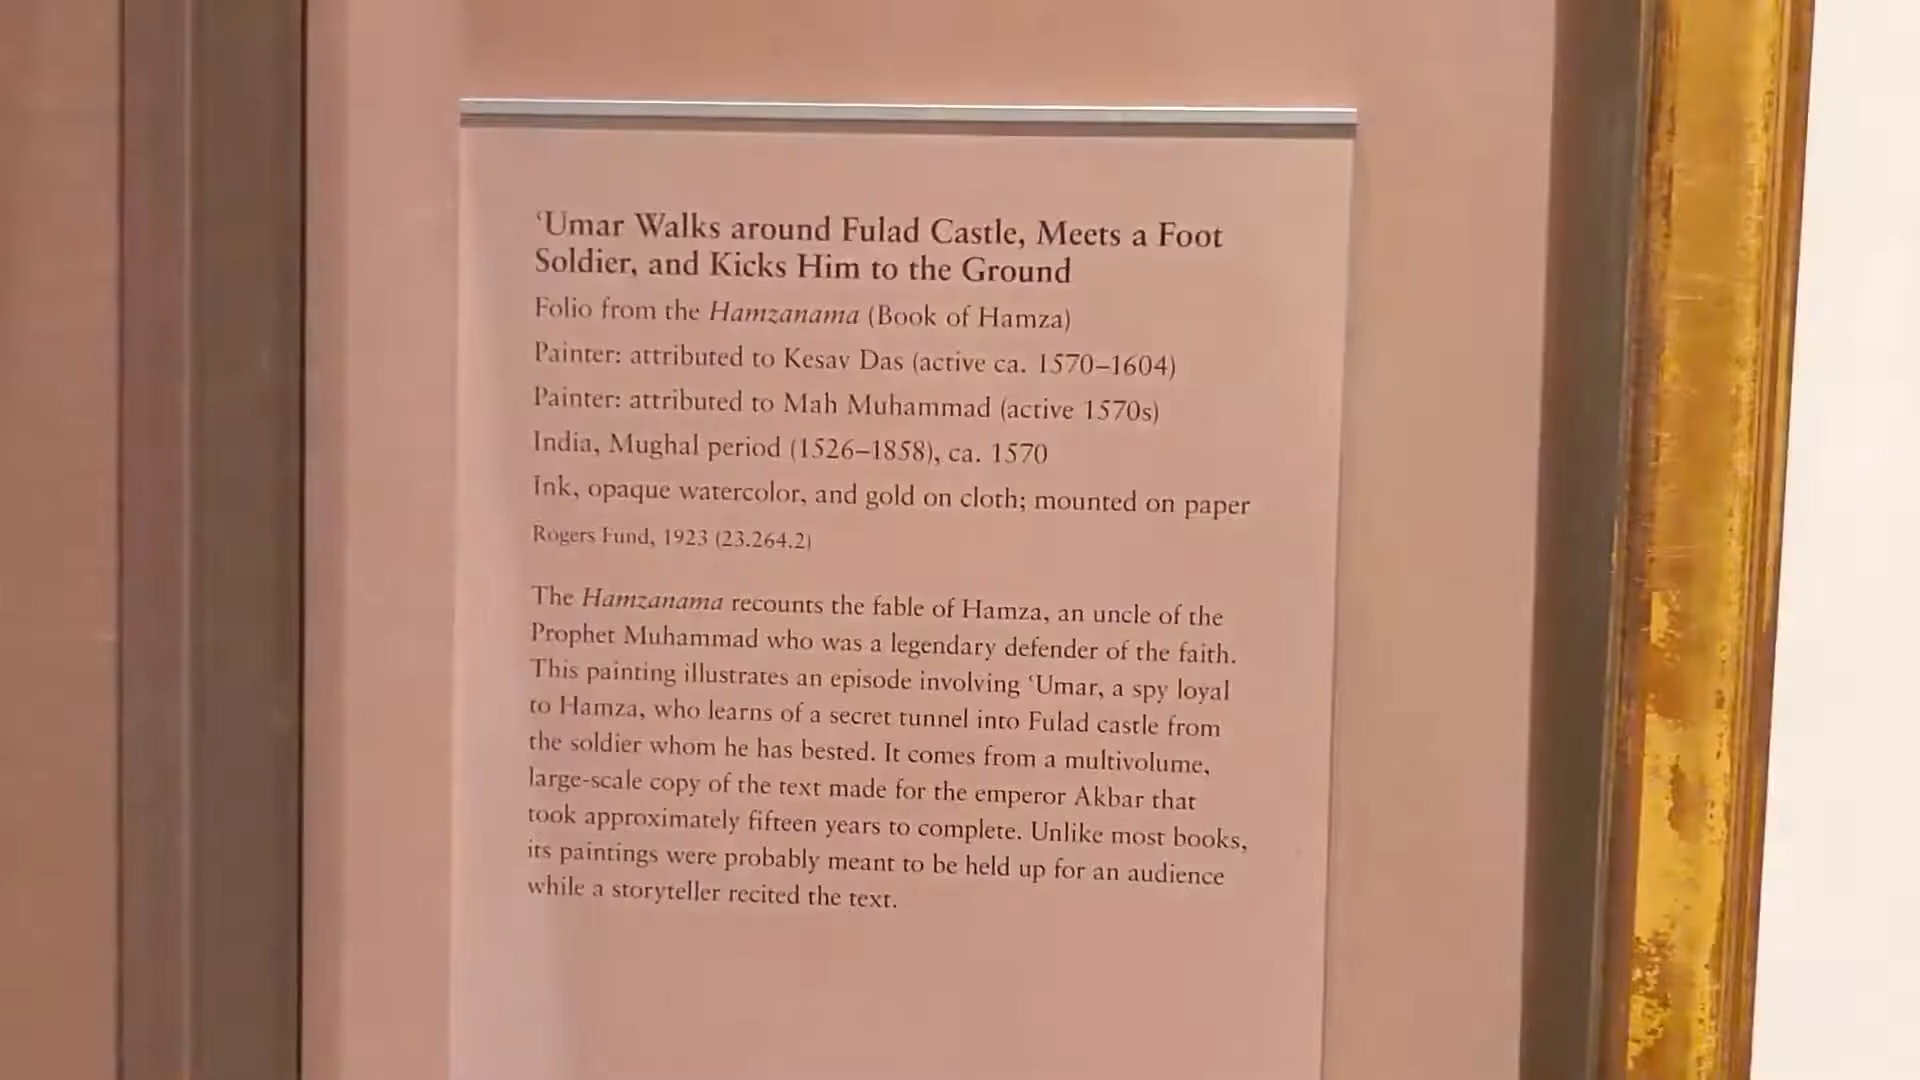 ‘Umar Walks around Fulad Castle, Meets a Foot
Soldier, and Kicks Him to the Ground
Folio from the Hamzanama (Book of Hamza)
Painter: attributed to Kesav Das (active ca. 1570–1604)
Painter: attributed to Mah Muhammad (active 1570s)
India, Mughal period (1526–1858), ca. 1570
Ink, opaque watercolor, and gold on cloth; mounted on paper
Rogers Fund, 1923 (23.264.2)
The Hamzanama recounts the fable of Hamza, an uncle of the
Prophet Muhammad who was a legendary defender of the faith.
This painting illustrates an episode involving ‘Umar, a spy loyal
to Hamza, who learns of a secret tunnel into Fulad castle from
the soldier whom he has bested. It comes from a multivolume,
large-scale copy of the text made for the emperor Akbar that
took approximately fifteen years to complete. Unlike most books,
its paintings were probably meant to be held up for an audience
while a storyteller recited the text.